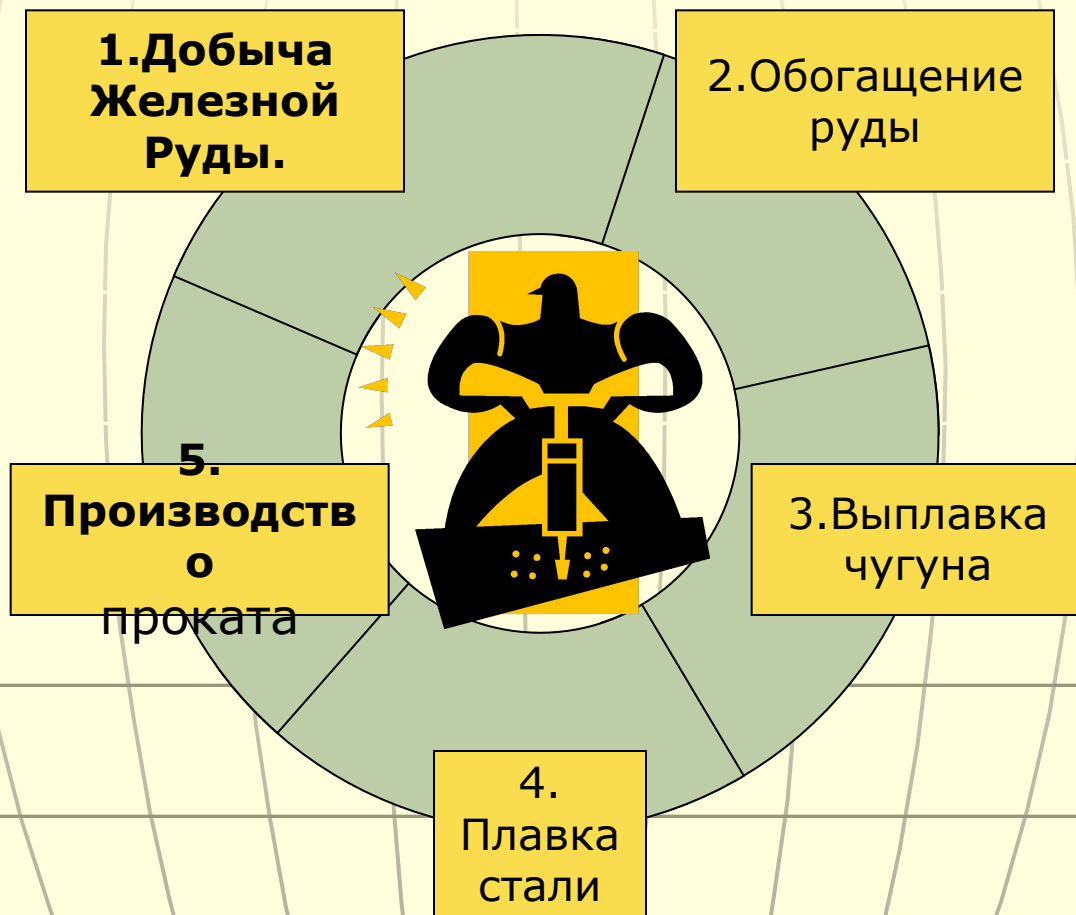 1.Добыча
Железной
Руды.
2.Обогащение
руды
3.Выплавка
чугуна
4.
Плавка
стали
5.
Производств
о
проката